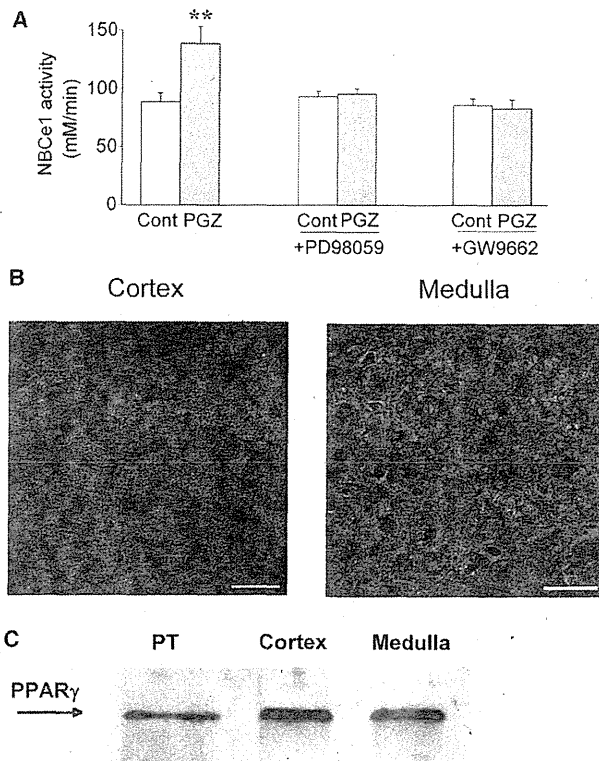 A
**
150
100
50
0
NBCe1 activity
(mM/min)
Cont PGZ
Cont PGZ
Cont PGZ
+PD98059
+GW9662
B
Cortex
Medulla
C
PT
Cortex
Medulla
PPARγ